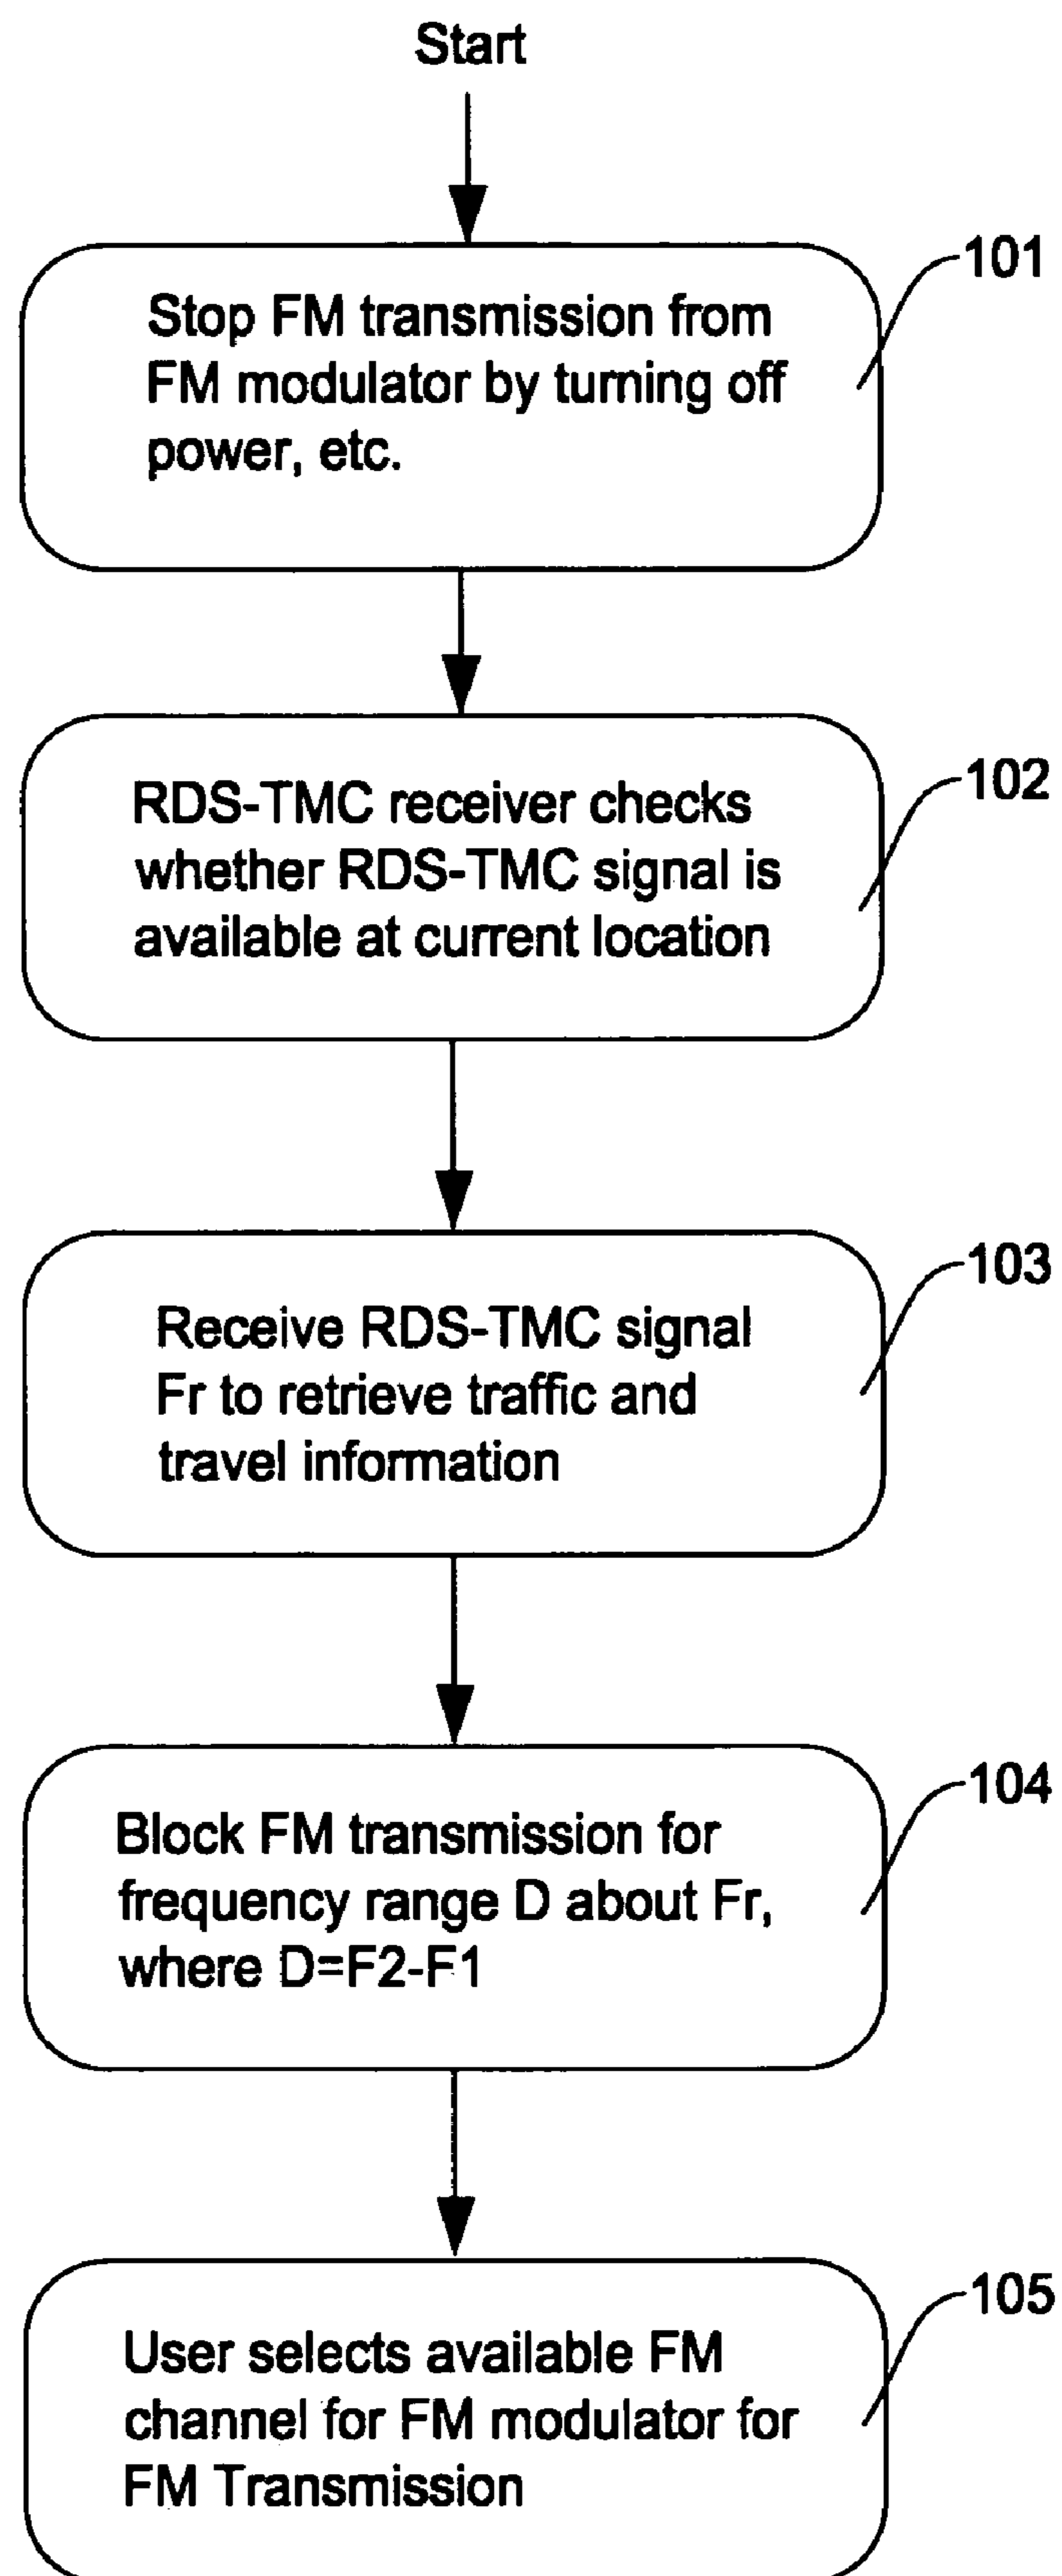 Start
101
Stop FM transmission from
FM modulator by turning off
power, etc.
102
RDS-TMC receiver checks
whether RDS-TMC signal is
available at current location
103
Receive RDS-TMC signal
Fr to retrieve traffic and
travel information
104
Block FM transmission for
frequency range D about Fr,
where D=F2-F1
105
User selects available FM
channel for FM modulator for
FM Transmission